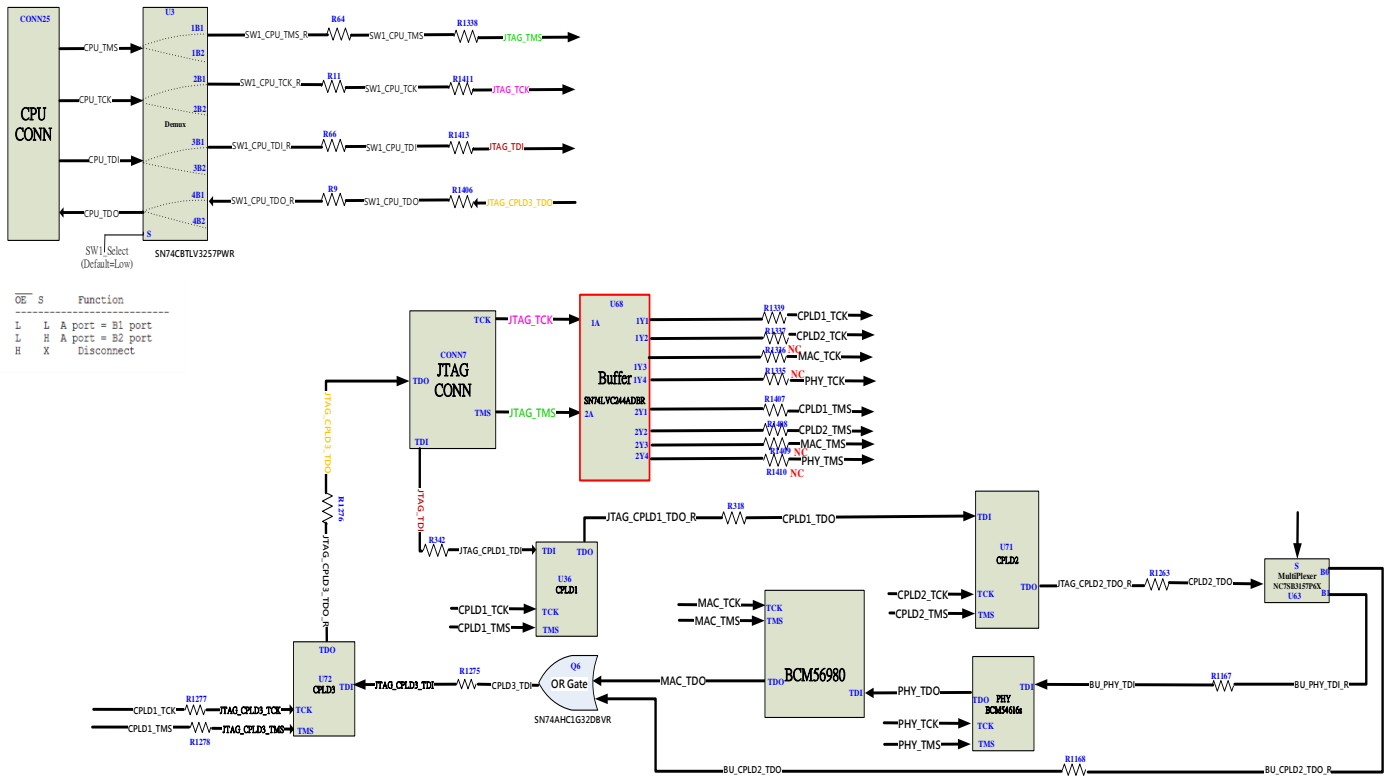 CONN25
CPU
CONN
CPU_TMS
CPU_TCK
CPU_TDI
CPU_TDO
U3
1B1
1B2
2B1
2B2
Demux
3B1
3B2
4B1
4B2
S
SW1_Select
(Default=Low)
SN74CBTLV3257PWR
SW1_CPU_TMS_R
R64
SW1_CPU_TMS
R1338
JTAG_TMS
SW1_CPU_TCK_R
R11
SW1_CPU_TCK
R1411
JTAG_TCK
SW1_CPU_TDI_R
R66
SW1_CPU_TDI
R1413
JTAG_TDI
SW1_CPU_TDO_R
R9
SW1_CPU_TDO
R1406
JTAG_CPLD3_TDO
OE S Function
----------------------------
L L A port = B1 port
L H A port = B2 port
H X Disconnect
TCK
CONN7
JTAG
CONN
TDO
TMS
TDI
JTAG_TCK
JTAG_TMS
U68
1A
1Y1
1Y2
1Y3
Buffer
1Y4
SN74LVC244ADBR
2A
2Y1
2Y2
2Y3
2Y4
R1339
CPLD1_TCK
R1337
CPLD2_TCK
R1336
NC
MAC_TCK
R1335
NC
PHY_TCK
R1407
CPLD1_TMS
R1408
CPLD2_TMS
MAC_TMS
R1409
NC
PHY_TMS
R1410
NC
JTAG_CPLD3_TDO
R1276
JTAG_CPLD3_TDO_R
JTAG_TDI
R342
JTAG_CPLD1_TDI
TDI
TDO
U36
CPLD1
TCK
TMS
CPLD1_TCK
CPLD1_TMS
JTAG_CPLD1_TDO_R
R318
CPLD1_TDO
TDI
U71
CPLD2
TDO
TCK
TMS
CPLD2_TCK
CPLD2_TMS
JTAG_CPLD2_TDO_R
R1263
CPLD2_TDO
S
B0
MultiPlexer
NC7SB3157P6X
B1
U63
MAC_TCK
MAC_TMS
TCK
TMS
BCM56980
TDO
TDI
PHY_TDO
TDI
TDO
PHY
BCM54616s
TCK
TMS
PHY_TCK
PHY_TMS
BU_PHY_TDI
R1167
BU_PHY_TDI_R
MAC_TDO
Q6
OR Gate
SN74AHC1G32DBVR
CPLD3_TDI
R1275
JTAG_CPLD3_TDI
TDO
U72
CPLD3
TDI
TCK
TMS
CPLD1_TCK
R1277
JTAG_CPLD3_TCK
CPLD1_TMS
R1278
JTAG_CPLD3_TMS
BU_CPLD2_TDO
R1168
BU_CPLD2_TDO_R